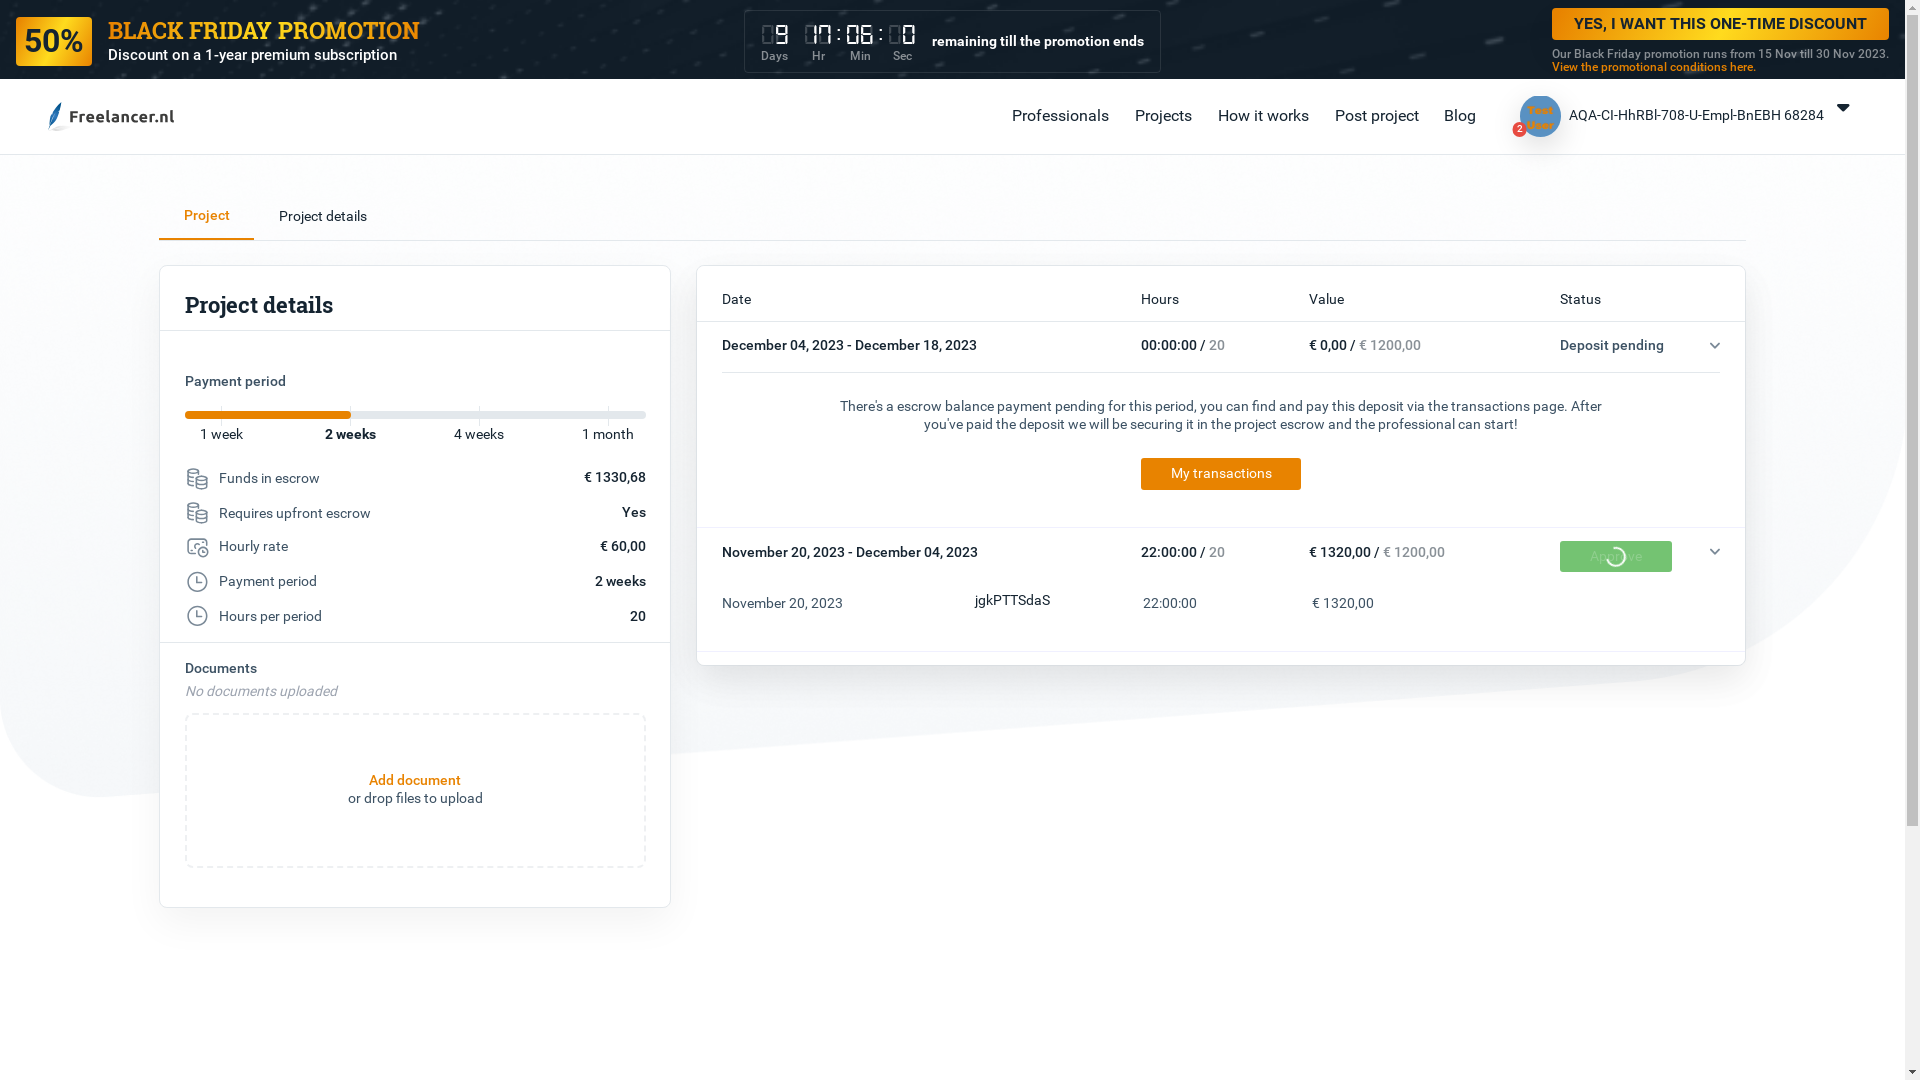 50%
BLACK FRIDAY PROMOTION
Discount on a 1-year premium subscription
9 17:06:0
Days Hr Min Sec
remaining till the promotion ends
YES, I WANT THIS ONE-TIME DISCOUNT
Our Black Friday promotion runs from 15 Nov till 30 Nov 2023.
View the promotional conditions here.
Freelancer.nl
Professionals Projects How it works Post project Blog
Test
User
2
AQA-CI-HhRBl-708-U-Empl-BnEBH 68284
Project Project details
Project details
Payment period
1 week 2 weeks 4 weeks 1 month
Funds in escrow € 1330,68
Requires upfront escrow Yes
Hourly rate € 60,00
Payment period 2 weeks
Hours per period 20
Documents
No documents uploaded
Add document
or drop files to upload
Date Hours Value Status
December 04, 2023 - December 18, 2023 00:00:00 / 20 € 0,00 / € 1200,00 Deposit pending
There's a escrow balance payment pending for this period, you can find and pay this deposit via the transactions page. After
you've paid the deposit we will be securing it in the project escrow and the professional can start!
My transactions
November 20, 2023 - December 04, 2023 22:00:00 / 20 € 1320,00 / € 1200,00 Approve
November 20, 2023 jgkPTTSdaS 22:00:00 € 1320,00